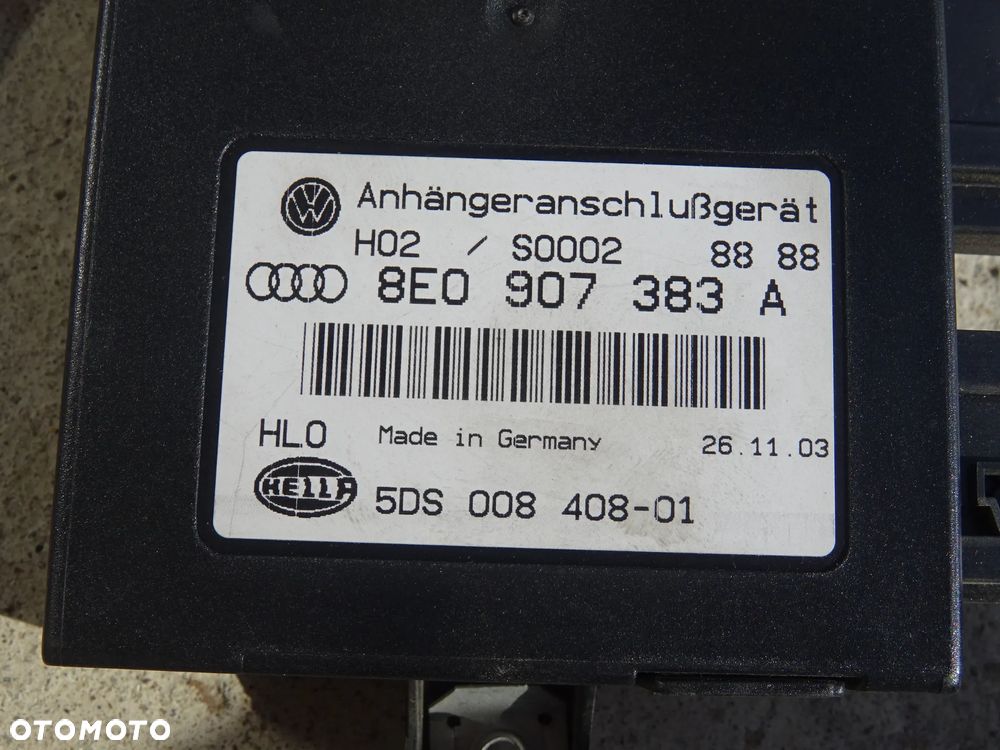 Anhängeranschlußgerät
H02 / S0002 88 88
8E0 907 383 A
HLO Made in Germany 26.11.03
HELLA 5DS 008 408-01
OTOMOTO